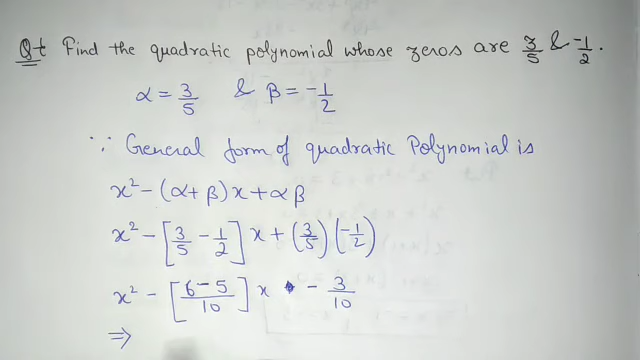 Qt Find the quadratic polynomial whose zeros are 3/5 & -1/2.
α = 3/5 & β = -1/2
∵ General form of quadratic Polynomial is
x² - (α+β)x + αβ
x² - [3/5 - 1/2] x + (3/5)(-1/2)
x² - [6-5/10] x - 3/10
⇒